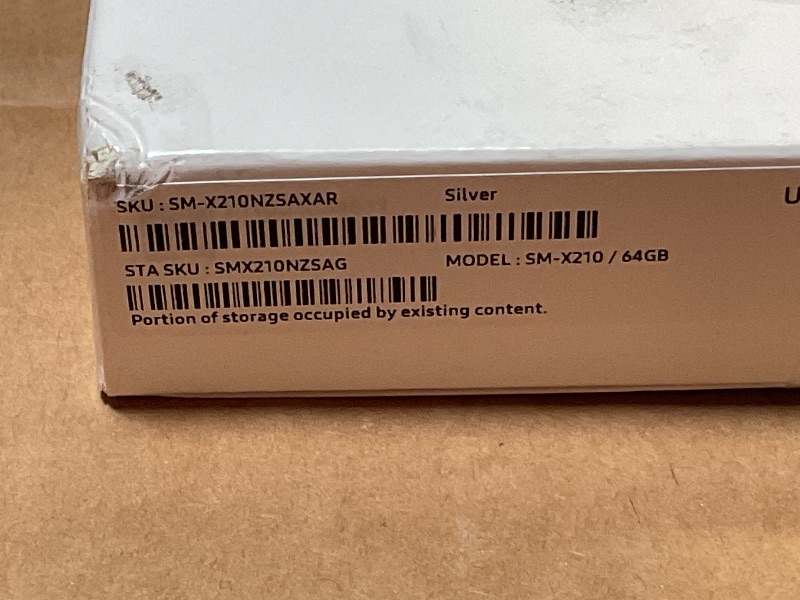 SKU : SM-X210NZSAXAR Silver U
STA SKU : SMX210NZSAG MODEL : SM-X210 / 64GB
Portion of storage occupied by existing content.